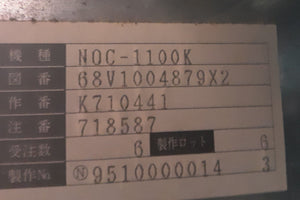 機種 NOC-1100K
図番 68V1004879X2
作番 K710441
注番 718587
受注数 6 製作ロット 6
製作No. Ⓝ9510000014 3